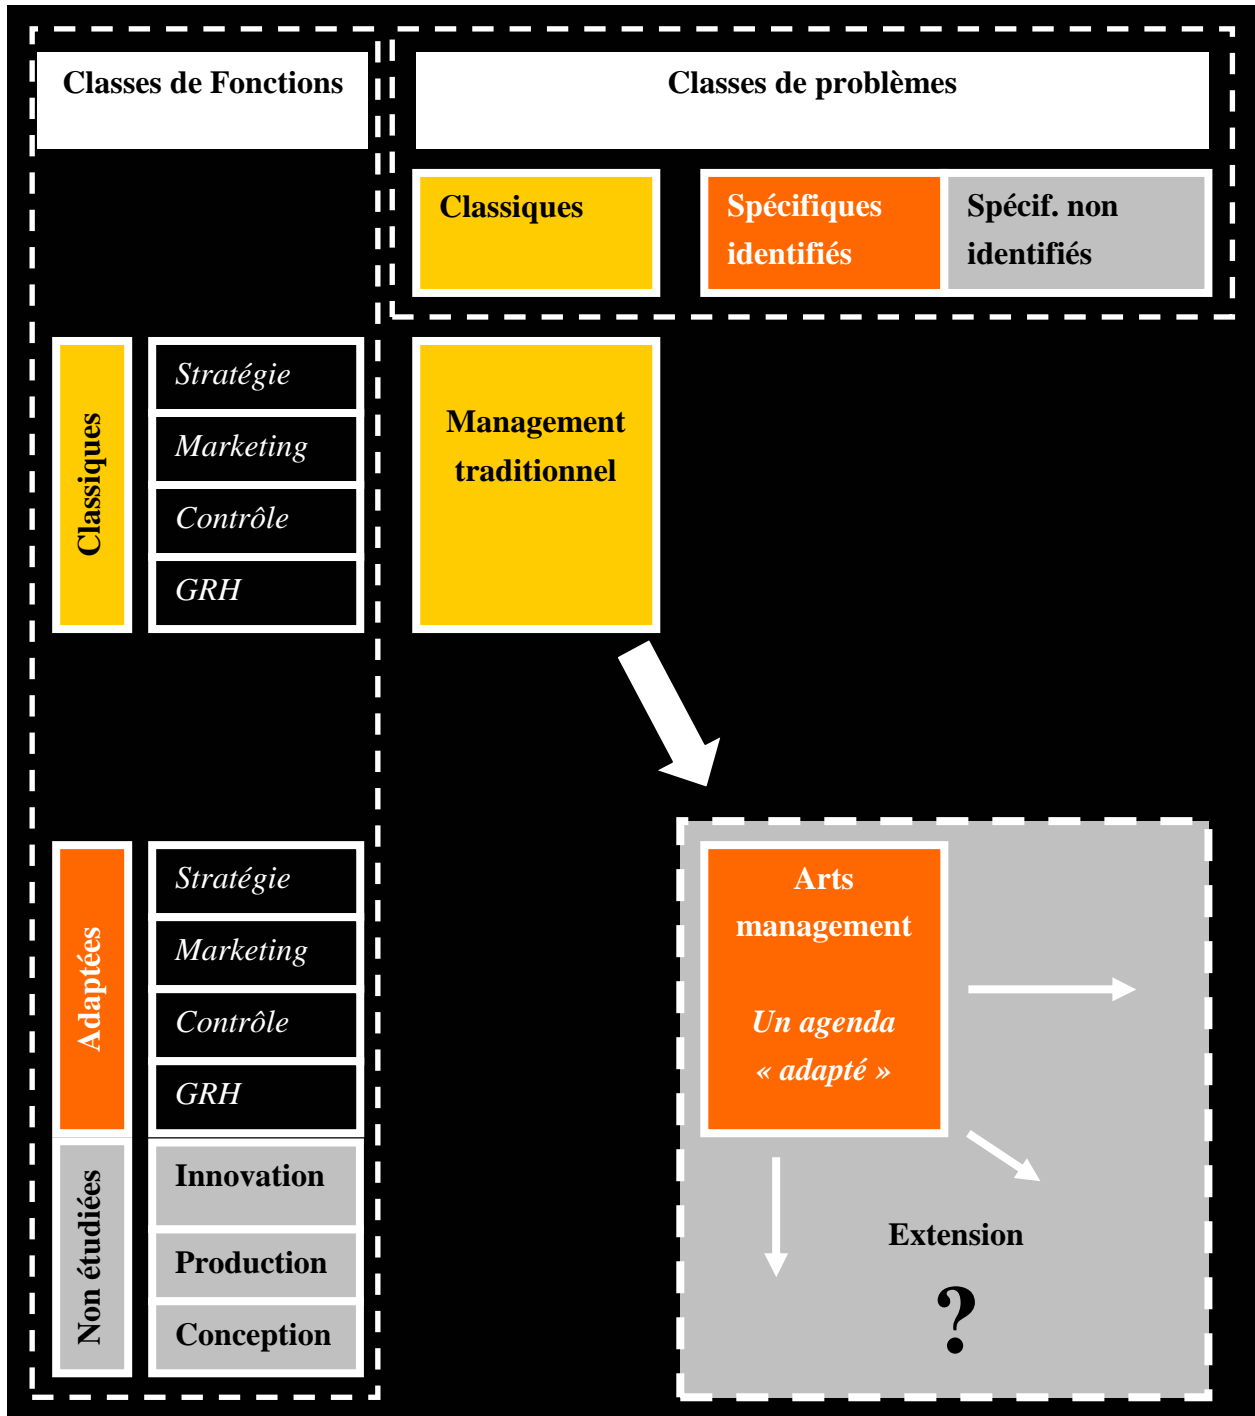 Classes de Fonctions
Classes de problèmes
Classiques
Spécifiques
identifiés
Spécif. non
identifiés
Classiques
Stratégie
Marketing
Contrôle
GRH
Management
traditionnel
Adaptées
Stratégie
Marketing
Contrôle
GRH
Arts
management
Un agenda
« adapté »
Non étudiées
Innovation
Production
Conception
Extension
?